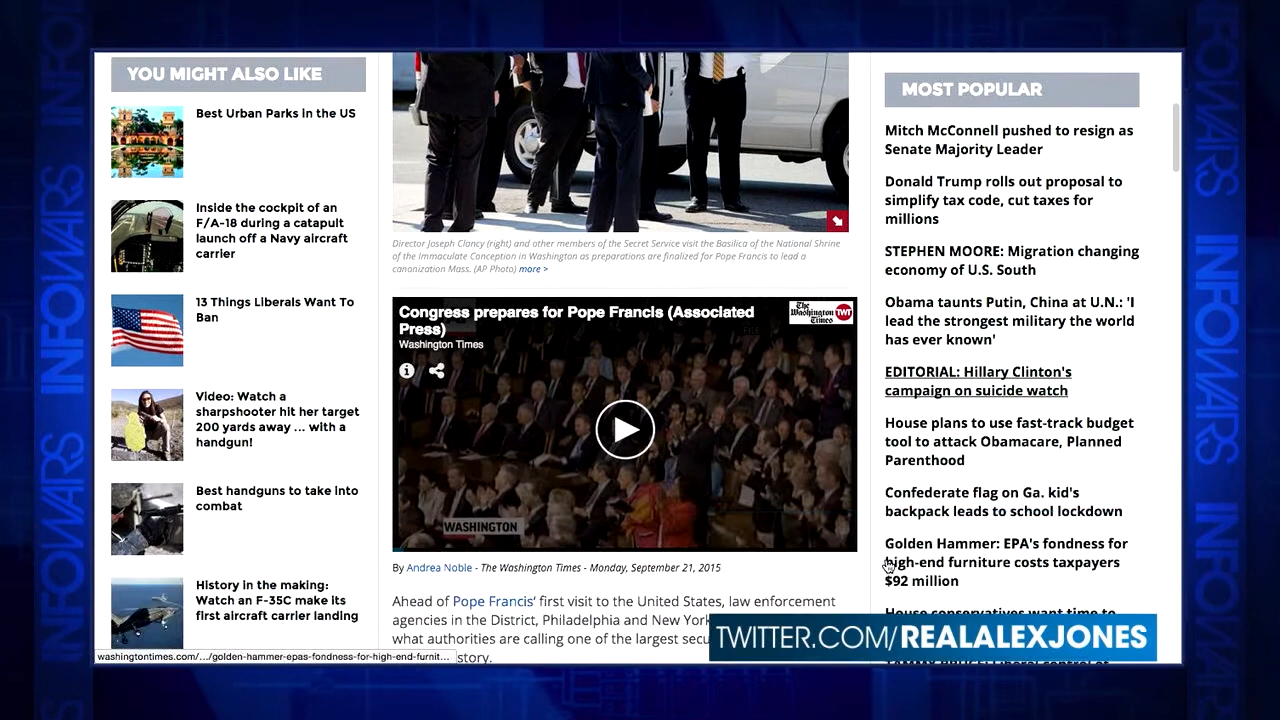 YOU MIGHT ALSO LIKE
Best Urban Parks in the US
Inside the cockpit of an
F/A-18 during a catapult
launch off a Navy aircraft
carrier
13 Things Liberals Want To
Ban
Video: Watch a
sharpshooter hit her target
200 yards away ... with a
handgun!
Best handguns to take into
combat
History in the making:
Watch an F-35C make its
first aircraft carrier landing
washingtontimes.com/.../golden-hammer-epas-fondness-for-high-end-furnit...
Director Joseph Clancy (right) and other members of the Secret Service visit the Basilica of the National Shrine
of the Immaculate Conception in Washington as preparations are finalized for Pope Francis to lead a
canonization Mass. (AP Photo) more >
Congress prepares for Pope Francis (Associated
Press)
Washington Times
The
Washington
Times
TWT
FILE
WASHINGTON
By Andrea Noble - The Washington Times - Monday, September 21, 2015
Ahead of Pope Francis' first visit to the United States, law enforcement
agencies in the District, Philadelphia and New York
what authorities are calling one of the largest secu
story.
MOST POPULAR
Mitch McConnell pushed to resign as
Senate Majority Leader
Donald Trump rolls out proposal to
simplify tax code, cut taxes for
millions
STEPHEN MOORE: Migration changing
economy of U.S. South
Obama taunts Putin, China at U.N.: 'I
lead the strongest military the world
has ever known'
EDITORIAL: Hillary Clinton's
campaign on suicide watch
House plans to use fast-track budget
tool to attack Obamacare, Planned
Parenthood
Confederate flag on Ga. kid's
backpack leads to school lockdown
Golden Hammer: EPA's fondness for
high-end furniture costs taxpayers
$92 million
House conservatives want time to
TWITTER.COM/REALALEXJONES
INFOWARS
INFOWARS
INFOWARS
INFOWARS